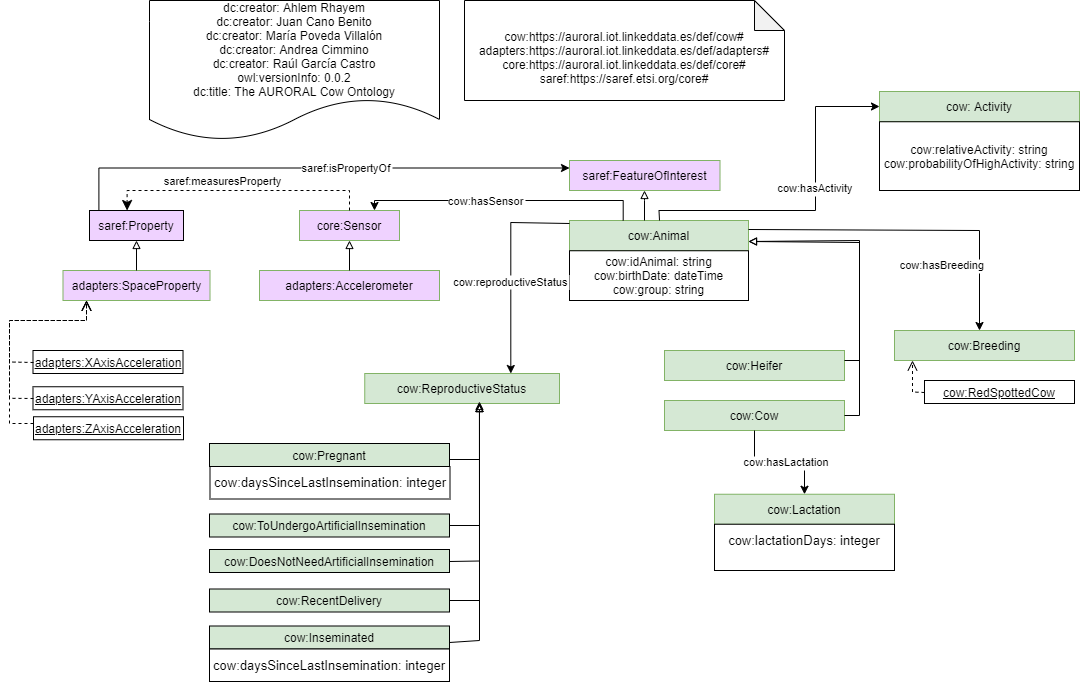 dc:creator: Ahlem Rhayem
dc:creator: Juan Cano Benito
dc:creator: María Poveda Villalón
dc:creator: Andrea Cimmino
dc:creator: Raúl García Castro
owl:versionInfo: 0.0.2
dc:title: The AURORAL Cow Ontology
cow:https://auroral.iot.linkeddata.es/def/cow#
adapters:https://auroral.iot.linkeddata.es/def/adapters#
core:https://auroral.iot.linkeddata.es/def/core#
saref:https://saref.etsi.org/core#
cow: Activity
cow:relativeActivity: string
cow:probabilityOfHighActivity: string
saref:isPropertyOf
saref:FeatureOfInterest
saref:measuresProperty
cow:hasActivity
cow:hasSensor
saref:Property
core:Sensor
cow:Animal
cow:idAnimal: string
cow:birthDate: dateTime
cow:group: string
cow:hasBreeding
adapters:SpaceProperty
adapters:Accelerometer
cow:reproductiveStatus
cow:Breeding
adapters:XAxisAcceleration
cow:Heifer
cow:ReproductiveStatus
cow:RedSpottedCow
adapters:YAxisAcceleration
cow:Cow
adapters:ZAxisAcceleration
cow:Pregnant
cow:daysSinceLastInsemination: integer
cow:hasLactation
cow:Lactation
cow:lactationDays: integer
cow:ToUndergoArtificialInsemination
cow:DoesNotNeedArtificialInsemination
cow:RecentDelivery
cow:Inseminated
cow:daysSinceLastInsemination: integer